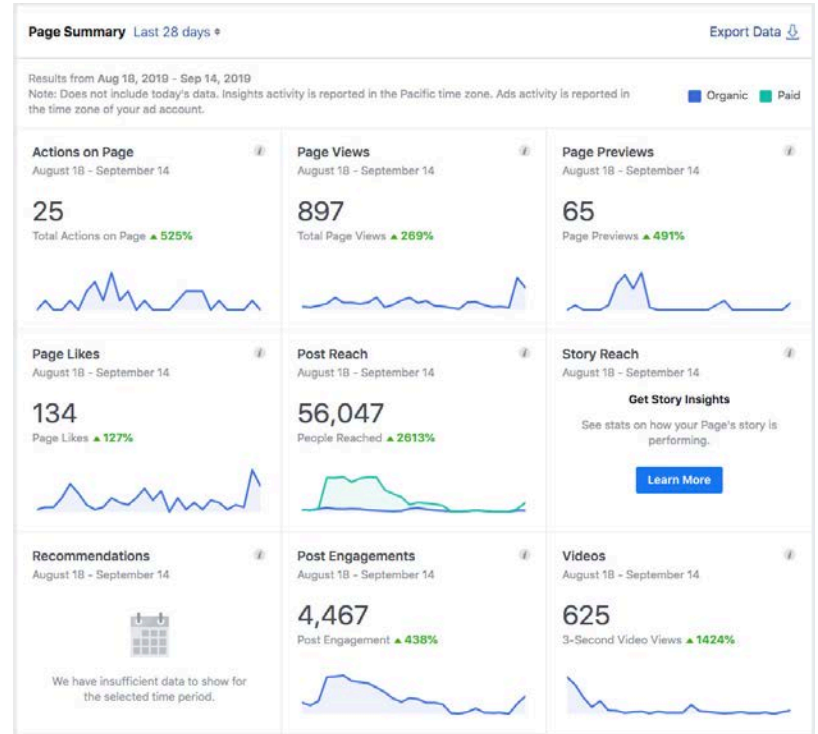 Page Summary Last 28 days
Export Data
Results from Aug 18, 2019 - Sep 14, 2019
Note: Does not include today's data. Insights activity is reported in the Pacific time zone. Ads activity is reported in
the time zone of your ad account.
Organic Paid
Actions on Page i
August 18 - September 14
25
Total Actions on Page ▲ 525%
Page Views i
August 18 - September 14
897
Total Page Views ▲ 269%
Page Previews i
August 18 - September 14
65
Page Previews ▲ 491%
Page Likes i
August 18 - September 14
134
Page Likes ▲ 127%
Post Reach i
August 18 - September 14
56,047
People Reached ▲ 2613%
Story Reach i
August 18 - September 14
Get Story Insights
See stats on how your Page's story is
performing.
Learn More
Recommendations i
August 18 - September 14
We have insufficient data to show for
the selected time period.
Post Engagements i
August 18 - September 14
4,467
Post Engagement ▲ 438%
Videos i
August 18 - September 14
625
3-Second Video Views ▲ 1424%